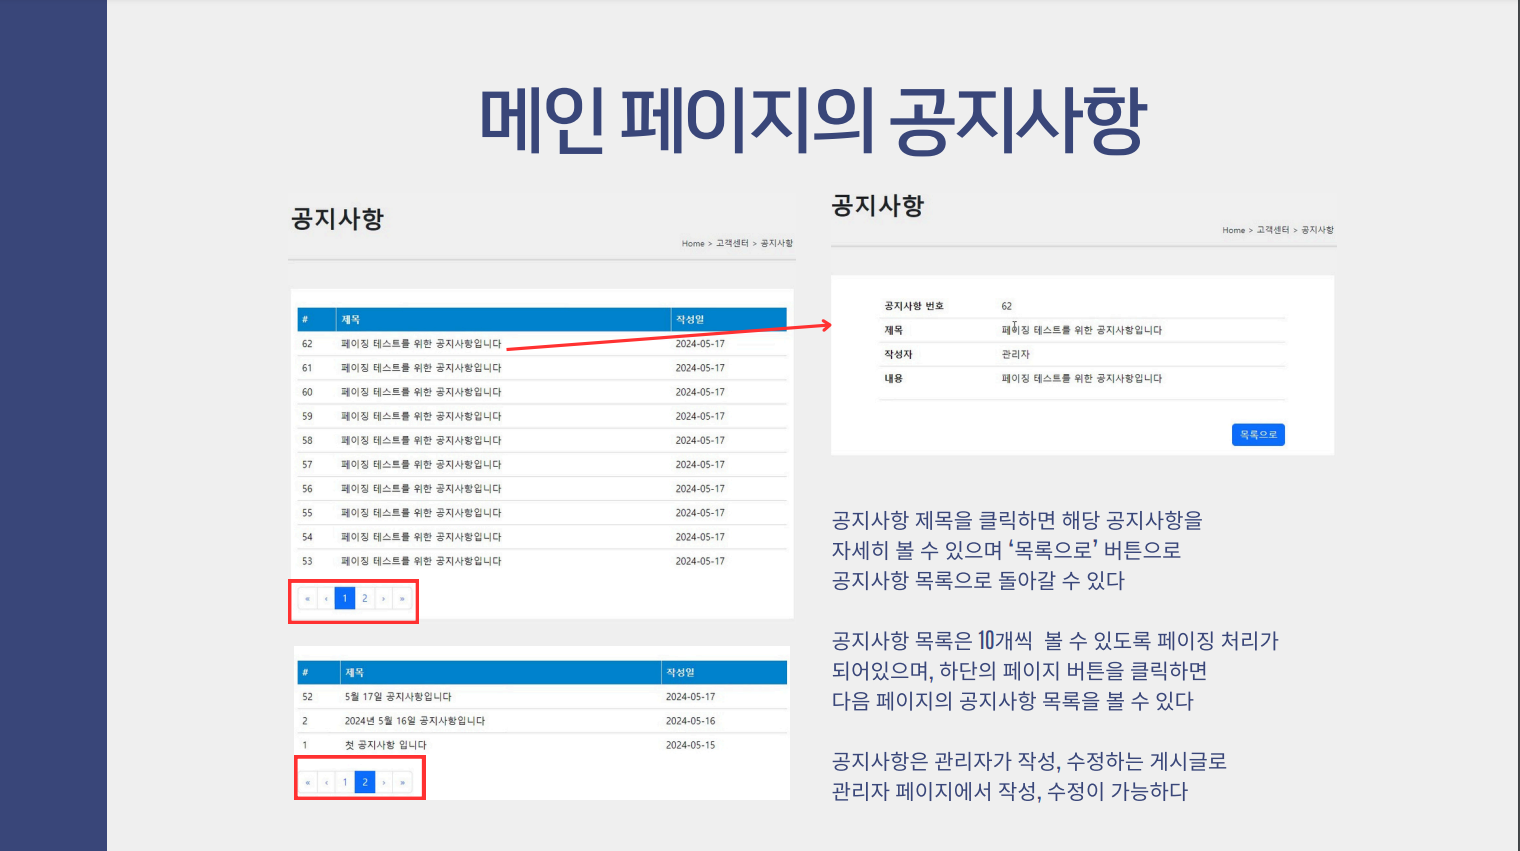 메인 페이지의 공지사항
공지사항
Home > 고객센터 > 공지사항
# 제목 작성일
62 페이징 테스트를 위한 공지사항입니다 2024-05-17
61 페이징 테스트를 위한 공지사항입니다 2024-05-17
60 페이징 테스트를 위한 공지사항입니다 2024-05-17
59 페이징 테스트를 위한 공지사항입니다 2024-05-17
58 페이징 테스트를 위한 공지사항입니다 2024-05-17
57 페이징 테스트를 위한 공지사항입니다 2024-05-17
56 페이징 테스트를 위한 공지사항입니다 2024-05-17
55 페이징 테스트를 위한 공지사항입니다 2024-05-17
54 페이징 테스트를 위한 공지사항입니다 2024-05-17
53 페이징 테스트를 위한 공지사항입니다 2024-05-17
« ‹ 1 2 › »
# 제목 작성일
52 5월 17일 공지사항입니다 2024-05-17
2 2024년 5월 16일 공지사항입니다 2024-05-16
1 첫 공지사항 입니다 2024-05-15
« ‹ 1 2 › »
공지사항
Home > 고객센터 > 공지사항
공지사항 번호 62
제목 페이징 테스트를 위한 공지사항입니다
작성자 관리자
내용 페이징 테스트를 위한 공지사항입니다
목록으로
공지사항 제목을 클릭하면 해당 공지사항을
자세히 볼 수 있으며 ‘목록으로’ 버튼으로
공지사항 목록으로 돌아갈 수 있다
공지사항 목록은 10개씩 볼 수 있도록 페이징 처리가
되어있으며, 하단의 페이지 버튼을 클릭하면
다음 페이지의 공지사항 목록을 볼 수 있다
공지사항은 관리자가 작성, 수정하는 게시글로
관리자 페이지에서 작성, 수정이 가능하다